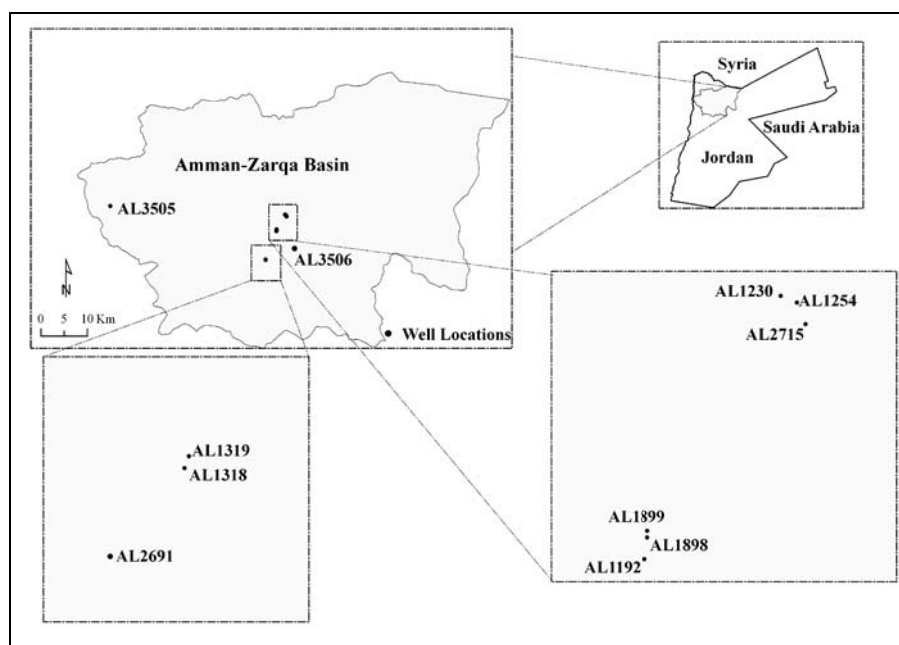 Syria
Saudi Arabia
Jordan
Amman-Zarqa Basin
AL3505
AL3506
N
0 5 10 Km
Well Locations
AL1230
AL1254
AL2715
AL1319
AL1318
AL2691
AL1899
AL1898
AL1192